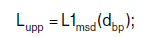 L_upp = L1_msd(d_bp);